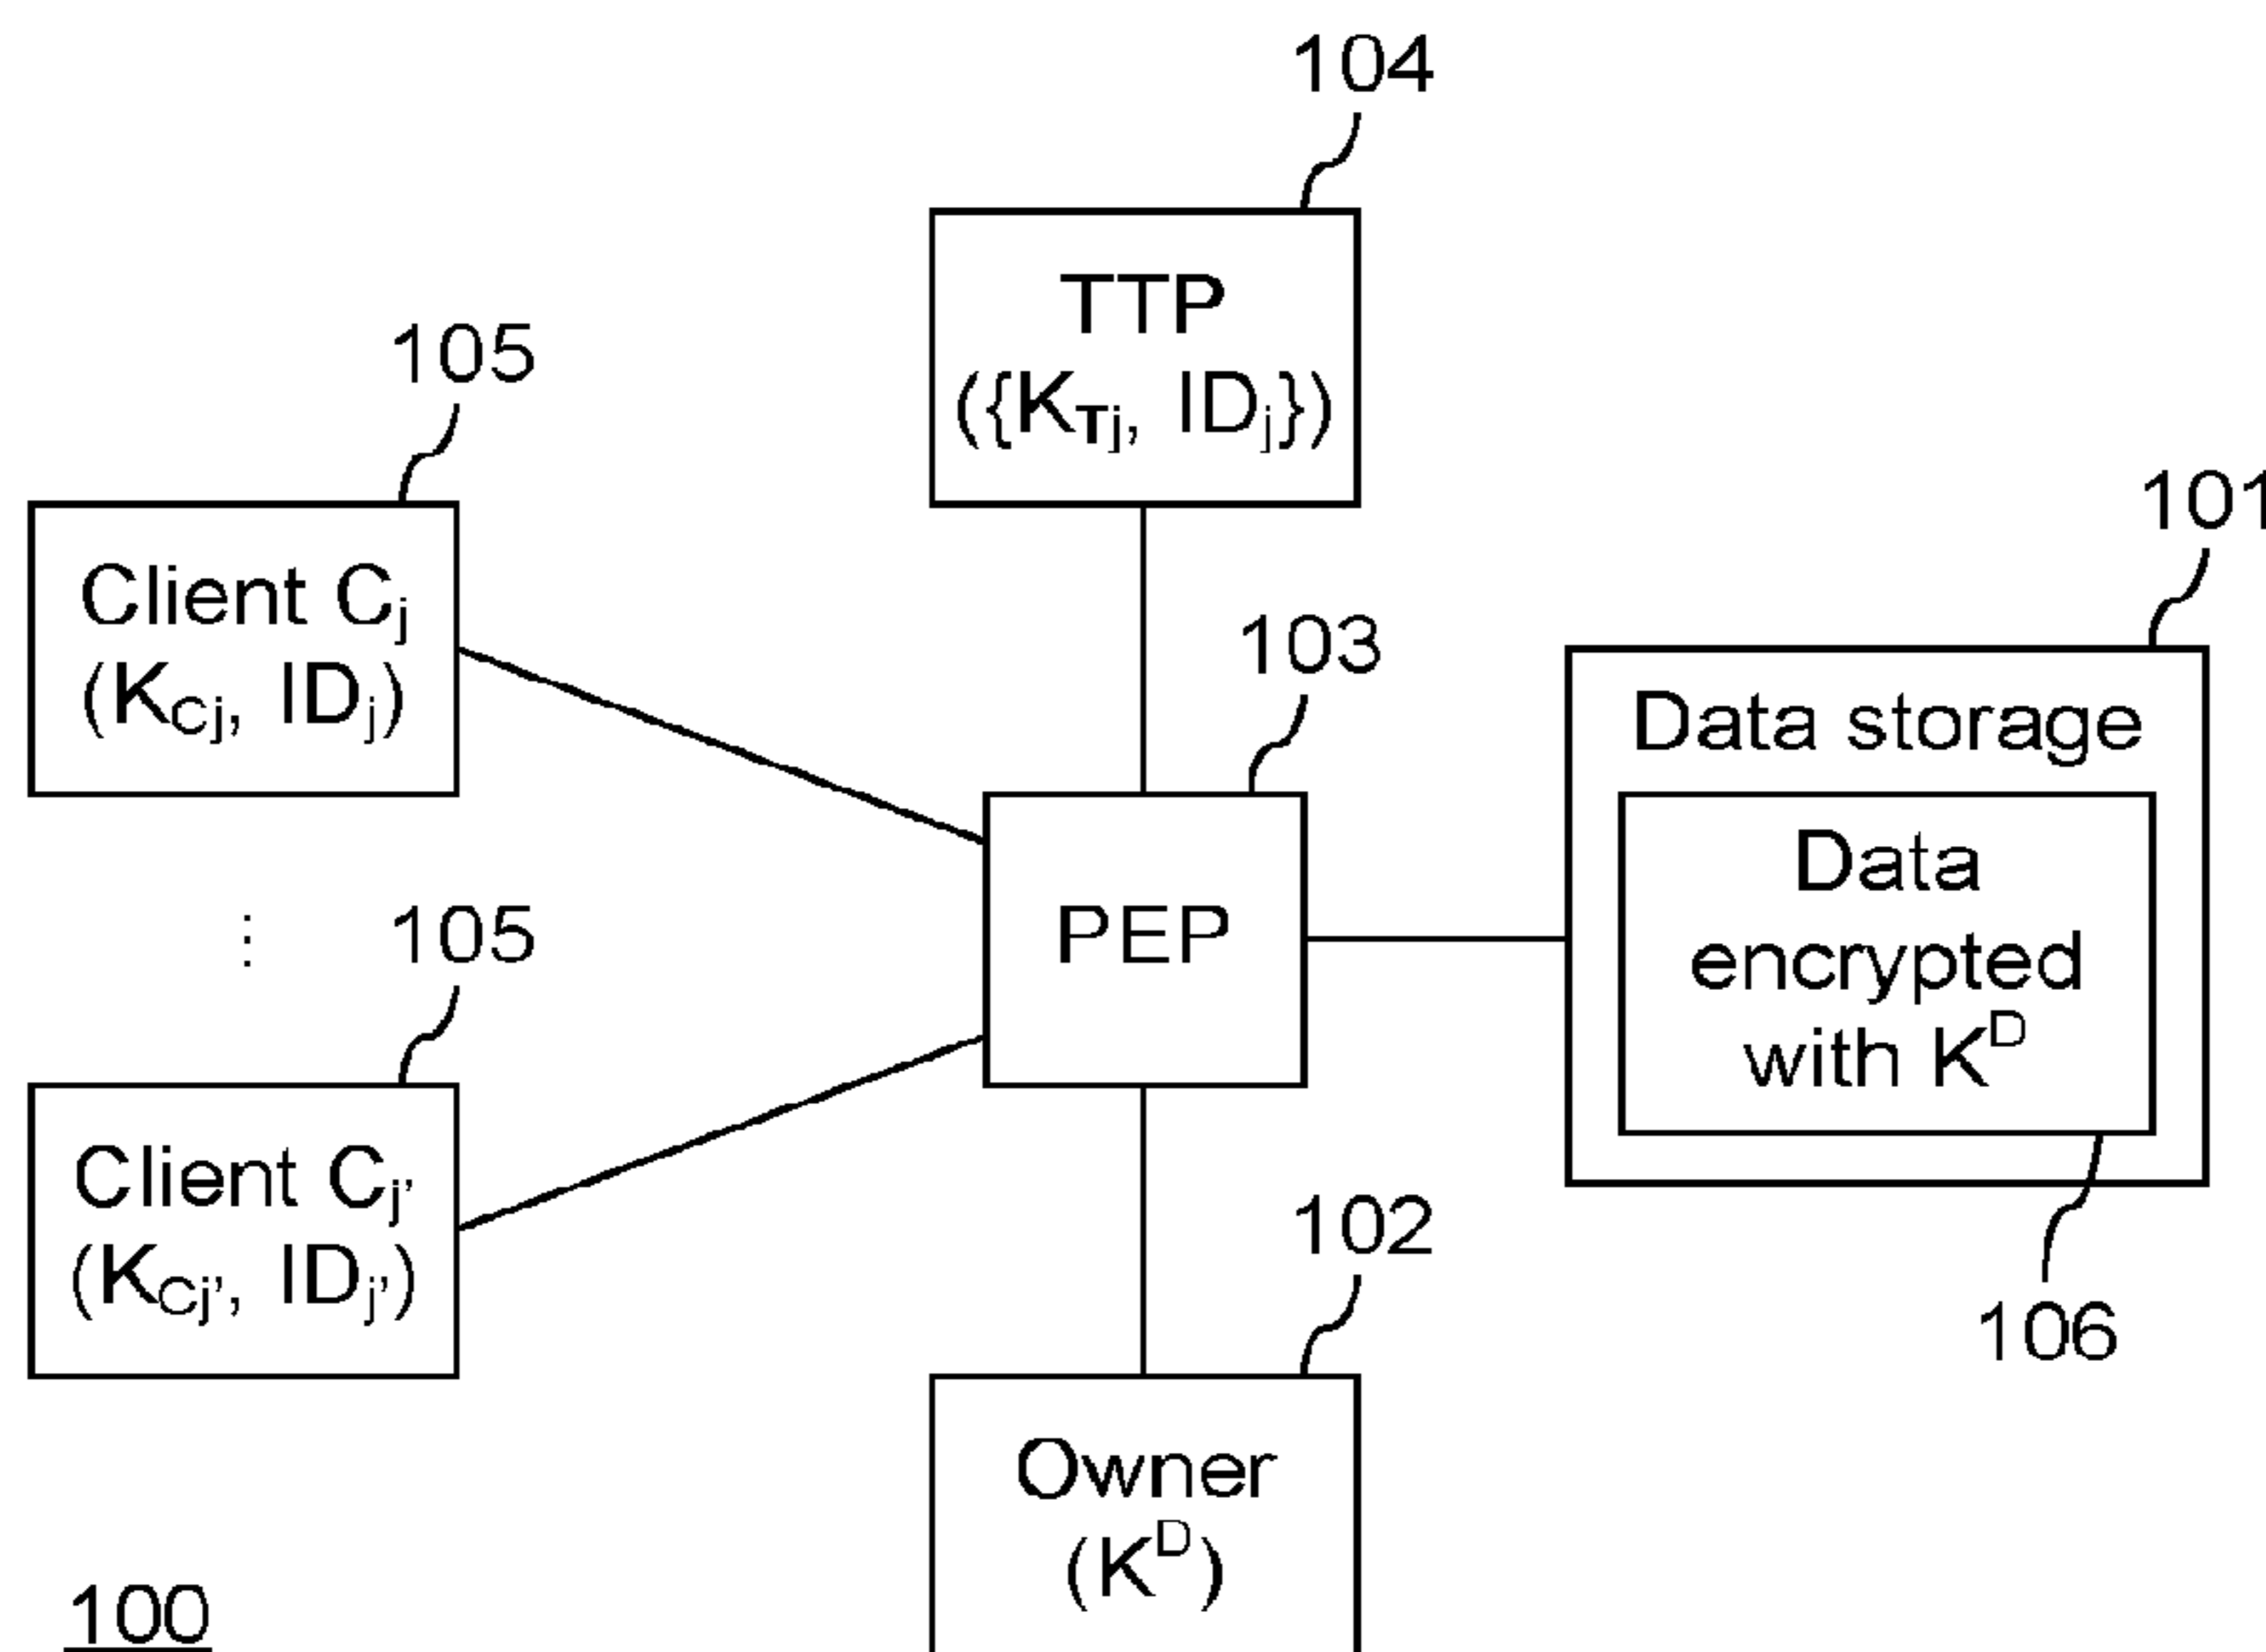 104
TTP
({K_Tj, ID_j})
105
Client C_j
(K_Cj, ID_j)
103
101
Data storage
Data
encrypted
with K^D
PEP
⋮
105
Client C_j'
(K_Cj', ID_j')
102
106
Owner
(K^D)
100